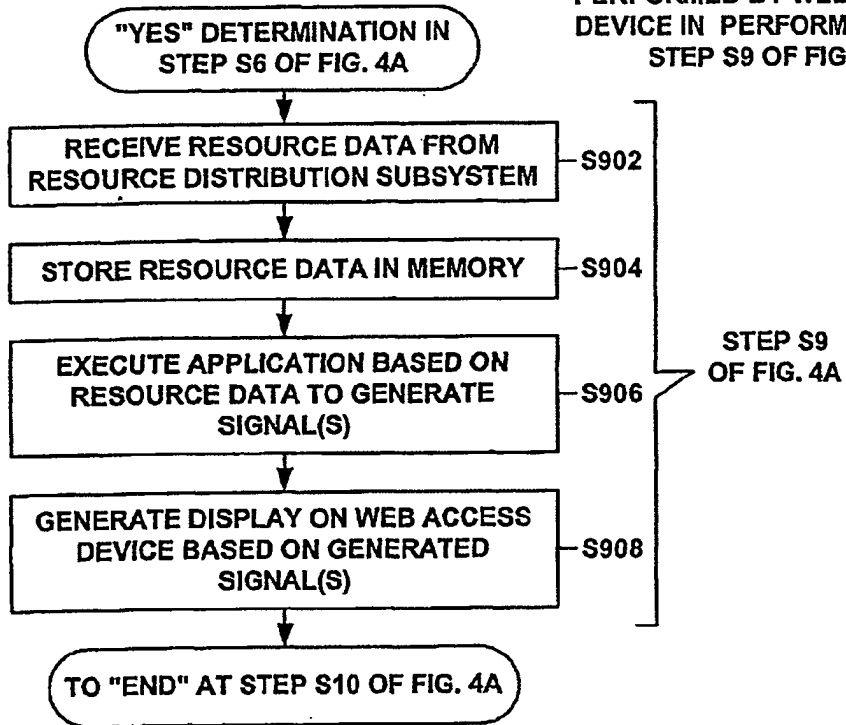 DEVICE IN PERFORM
STEP S9 OF FIG
"YES" DETERMINATION IN
STEP S6 OF FIG. 4A
RECEIVE RESOURCE DATA FROM
RESOURCE DISTRIBUTION SUBSYSTEM
S902
STORE RESOURCE DATA IN MEMORY
S904
EXECUTE APPLICATION BASED ON
RESOURCE DATA TO GENERATE
SIGNAL(S)
S906
GENERATE DISPLAY ON WEB ACCESS
DEVICE BASED ON GENERATED
SIGNAL(S)
S908
STEP S9
OF FIG. 4A
TO "END" AT STEP S10 OF FIG. 4A